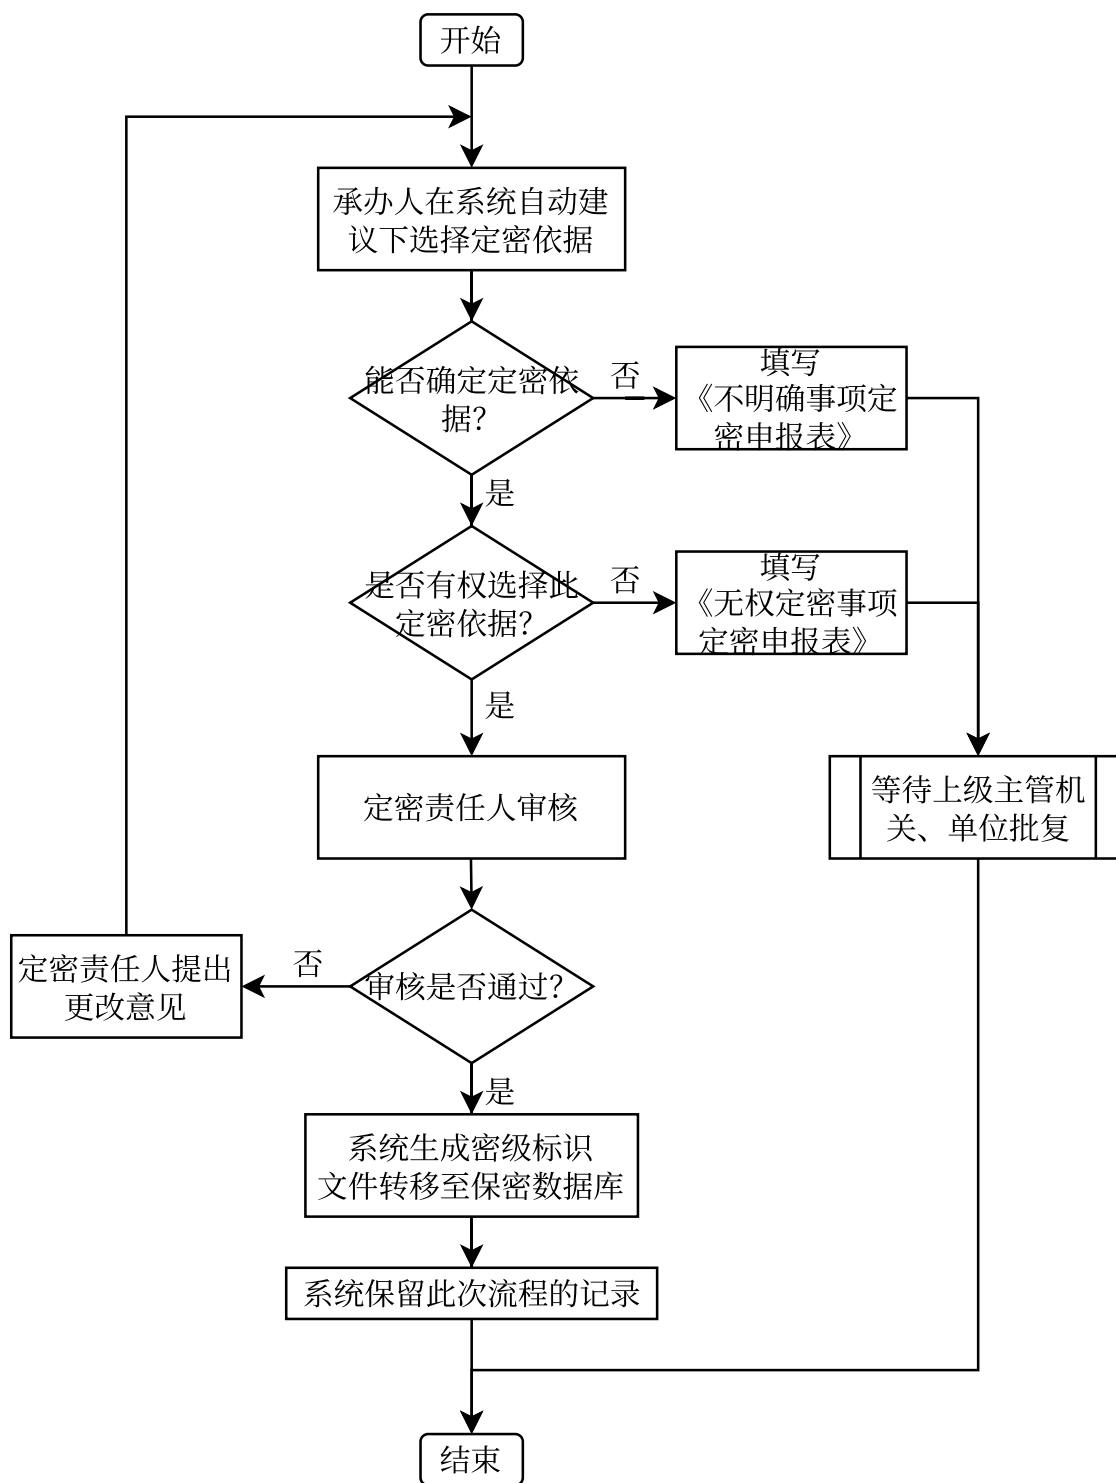 开始
承办人在系统自动建
议下选择定密依据
能否确定定密依
据?
否
填写
《不明确事项定
密申报表》
是
是否有权选择此
定密依据?
否
填写
《无权定密事项
定密申报表》
是
定密责任人审核
等待上级主管机
关、单位批复
审核是否通过?
否
定密责任人提出
更改意见
是
系统生成密级标识
文件转移至保密数据库
系统保留此次流程的记录
结束